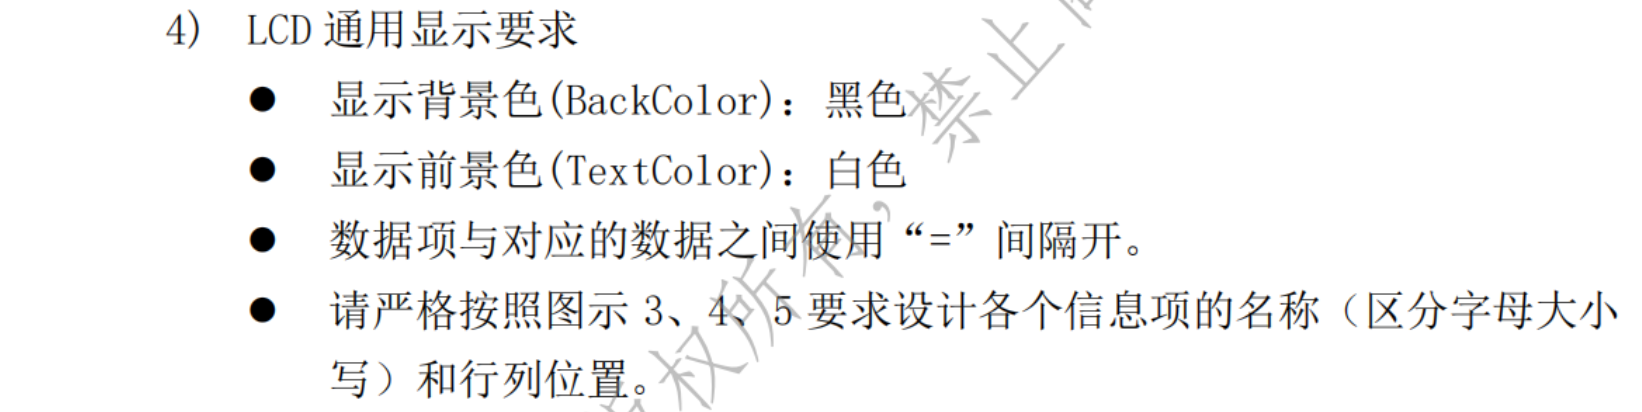 4) LCD 通用显示要求
● 显示背景色(BackColor)：黑色
● 显示前景色(TextColor)：白色
● 数据项与对应的数据之间使用“=”间隔开。
● 请严格按照图示 3、4、5 要求设计各个信息项的名称（区分字母大小
写）和行列位置。
权所有，禁止